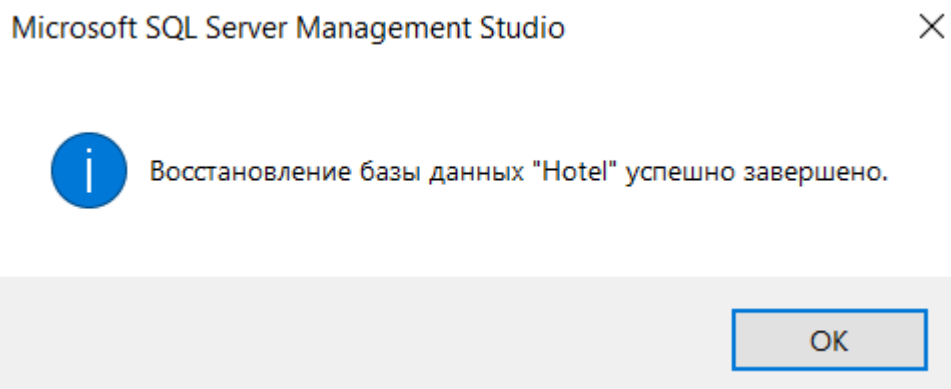 Microsoft SQL Server Management Studio
Восстановление базы данных "Hotel" успешно завершено.
OK